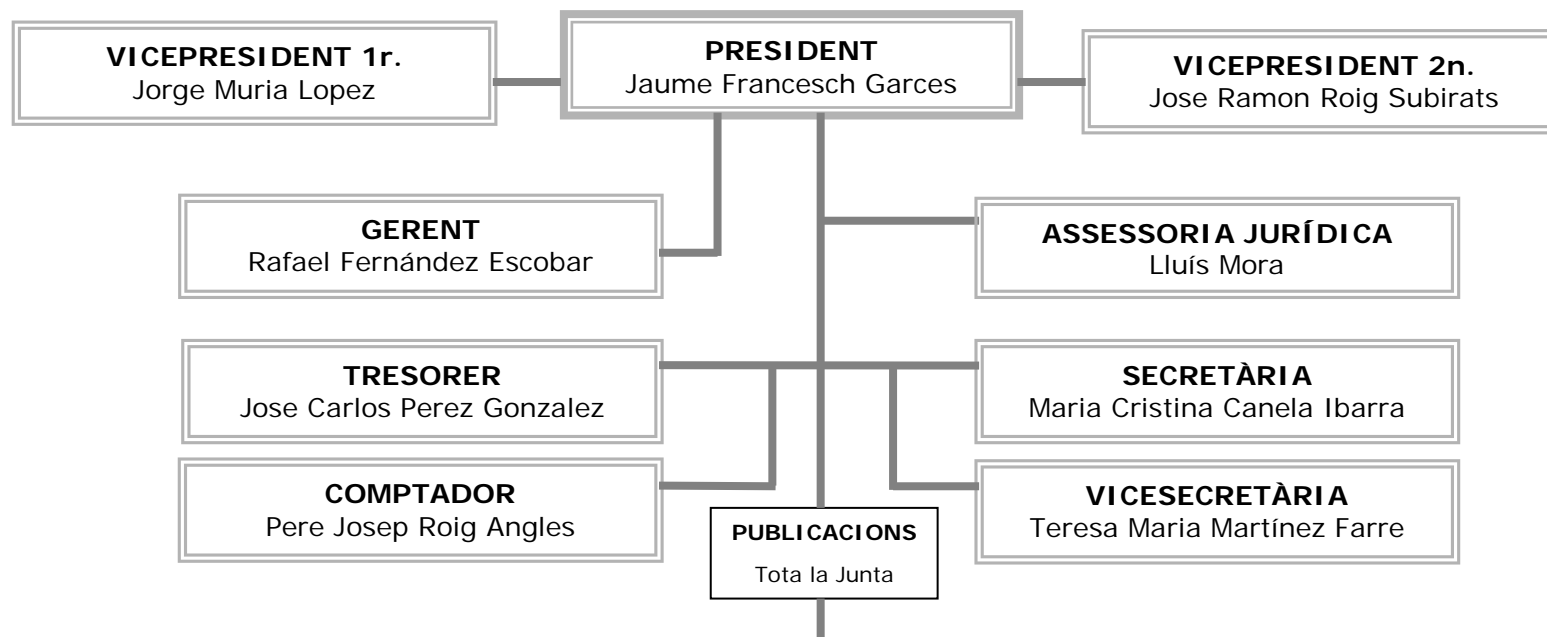 VICEPRESIDENT 1r.
Jorge Muria Lopez
PRESIDENT
Jaume Francesch Garces
VICEPRESIDENT 2n.
Jose Ramon Roig Subirats
GERENT
Rafael Fernández Escobar
ASSESSORIA JURÍDICA
Lluís Mora
TRESORER
Jose Carlos Perez Gonzalez
SECRETÀRIA
Maria Cristina Canela Ibarra
COMPTADOR
Pere Josep Roig Angles
VICESECRETÀRIA
Teresa Maria Martínez Farre
PUBLICACIONS
Tota la Junta